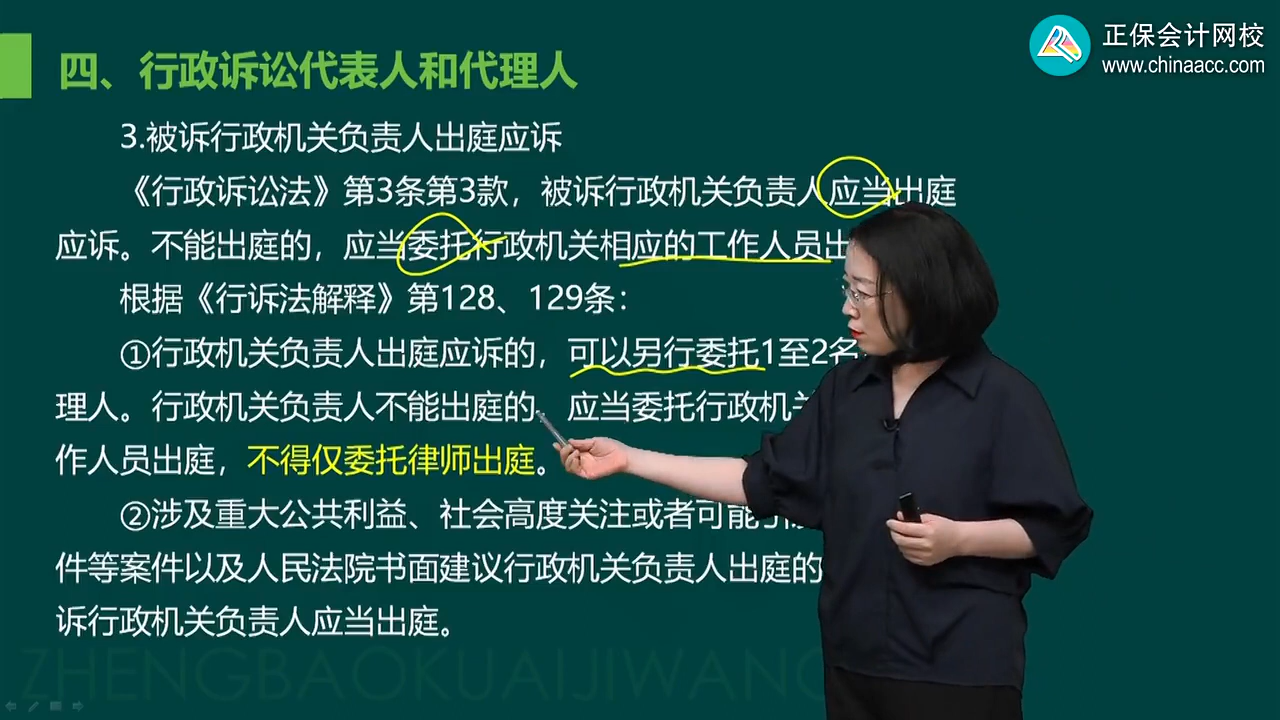 正保会计网校
www.chinaacc.com
四、行政诉讼代表人和代理人
3.被诉行政机关负责人出庭应诉
《行政诉讼法》第3条第3款，被诉行政机关负责人应当出庭
应诉。不能出庭的，应当委托行政机关相应的工作人员出
根据《行诉法解释》第128、129条：
①行政机关负责人出庭应诉的，可以另行委托1至2名
理人。行政机关负责人不能出庭的，应当委托行政机关
作人员出庭，不得仅委托律师出庭。
②涉及重大公共利益、社会高度关注或者可能
件等案件以及人民法院书面建议行政机关负责人出庭的
诉行政机关负责人应当出庭。
ZHENGBAOKUAIJIWANG